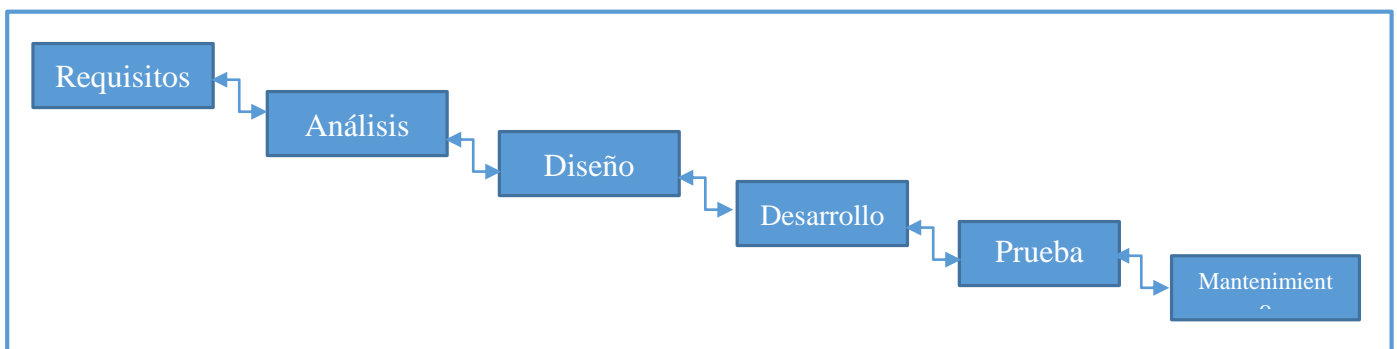 Requisitos
Análisis
Diseño
Desarrollo
Prueba
Mantenimient
o